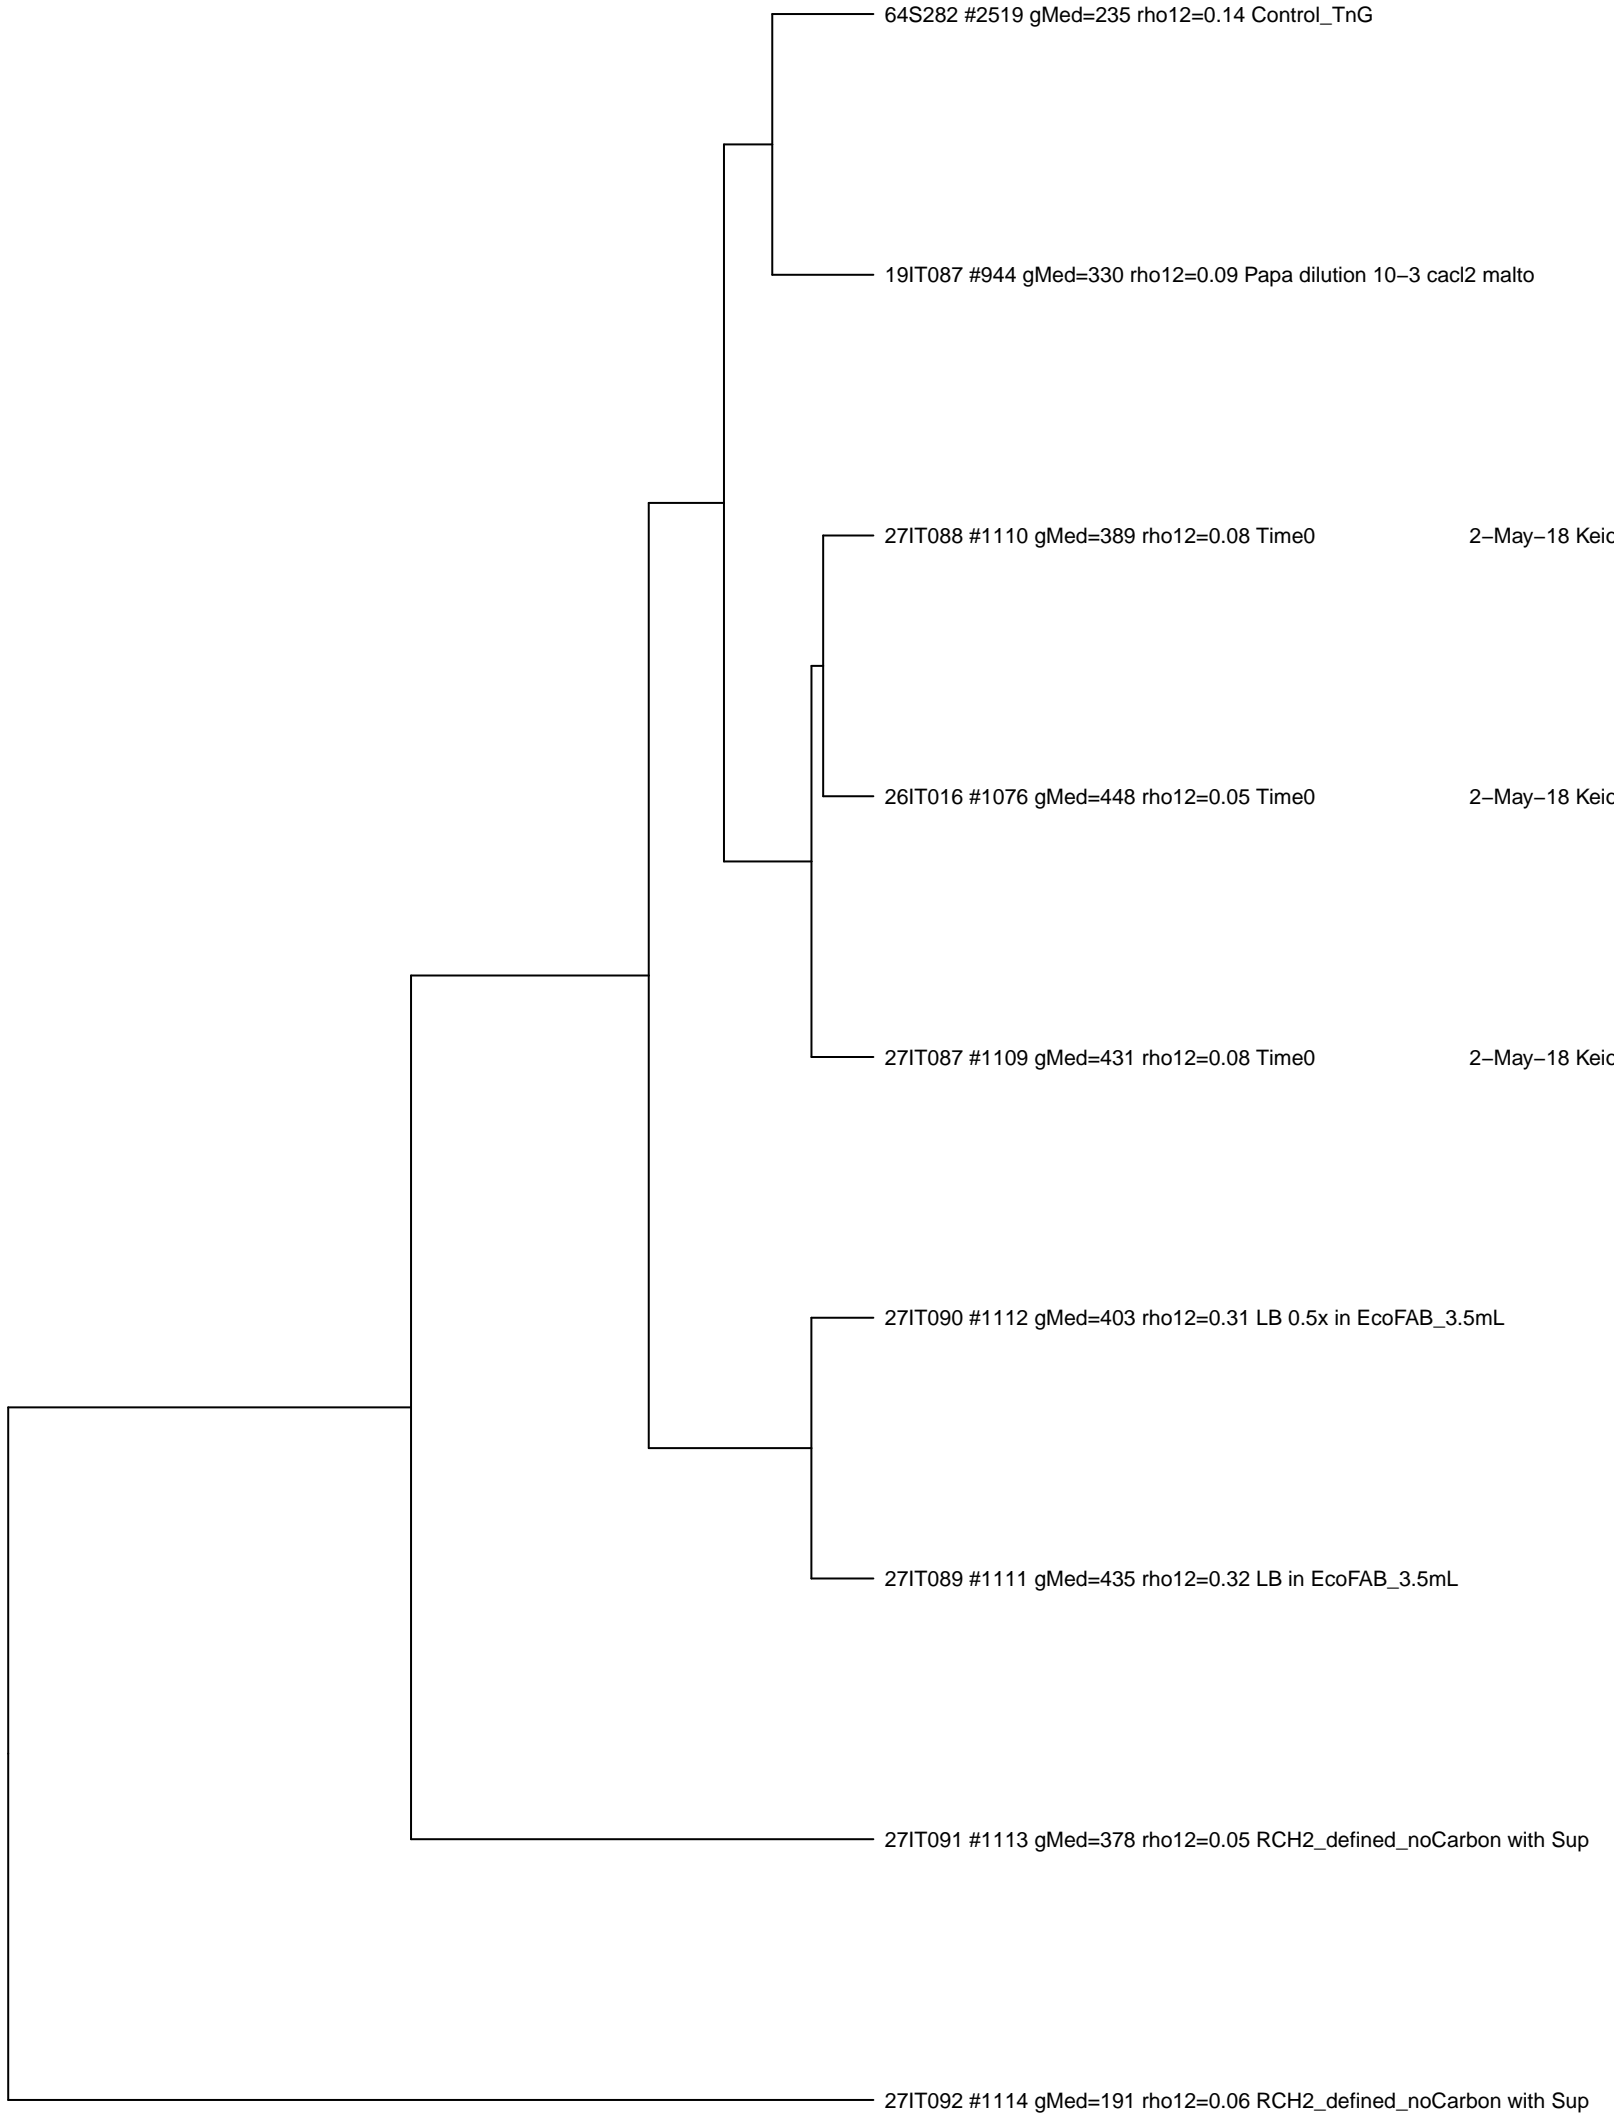 64S282 #2519 gMed=235 rho12=0.14 Control_TnG
19IT087 #944 gMed=330 rho12=0.09 Papa dilution 10−3 cacl2 malto
27IT088 #1110 gMed=389 rho12=0.08 Time0 2−May−18 Keio
26IT016 #1076 gMed=448 rho12=0.05 Time0 2−May−18 Keio
27IT087 #1109 gMed=431 rho12=0.08 Time0 2−May−18 Keio
27IT090 #1112 gMed=403 rho12=0.31 LB 0.5x in EcoFAB_3.5mL
27IT089 #1111 gMed=435 rho12=0.32 LB in EcoFAB_3.5mL
27IT091 #1113 gMed=378 rho12=0.05 RCH2_defined_noCarbon with Sup
27IT092 #1114 gMed=191 rho12=0.06 RCH2_defined_noCarbon with Sup